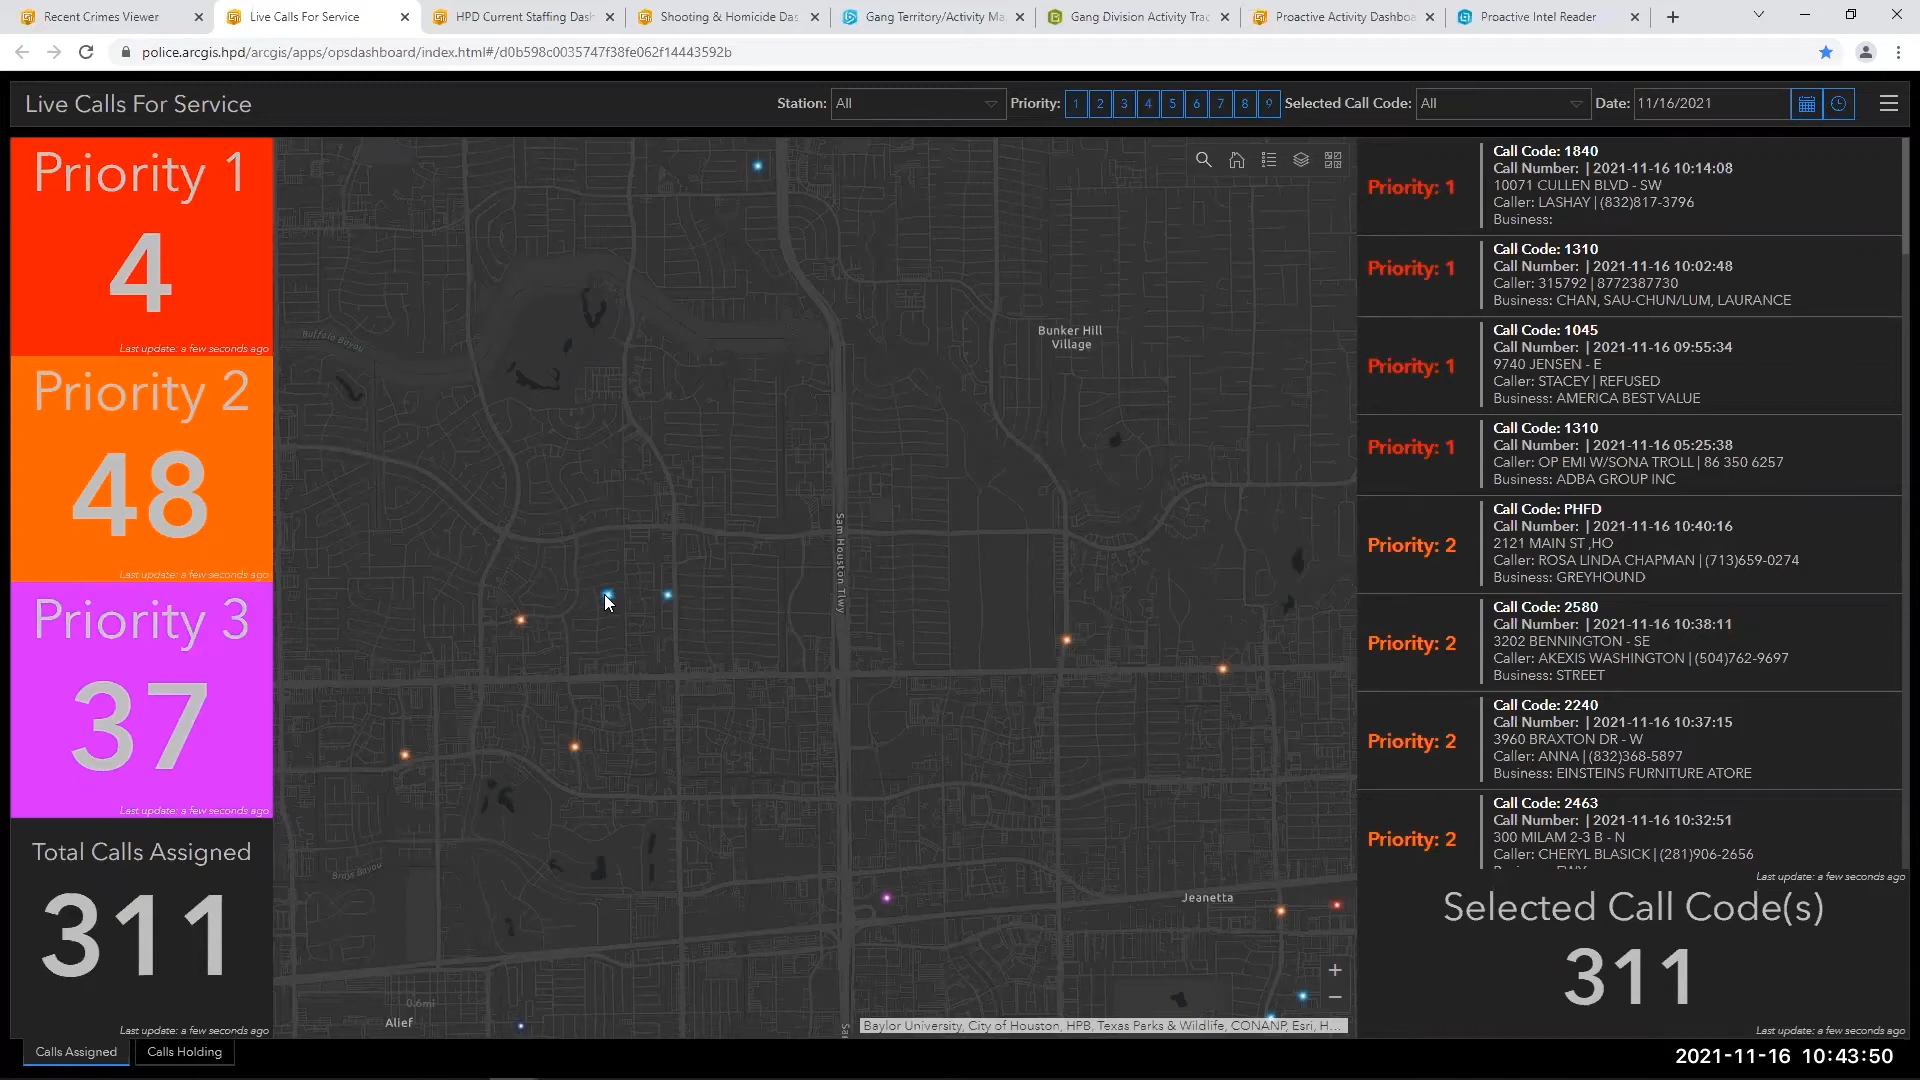 Recent Crimes Viewer
Live Calls For Service
HPD Current Staffing Das
Shooting & Homicide Das
Gang Territory/Activity Ma
Gang Division Activity Trac
Proactive Activity Dashboa
Proactive Intel Reader
police.arcgis.hpd/arcgis/apps/opsdashboard/index.html#/d0b598c0035747f38fe062f14443592b
Live Calls For Service
Station: All
Priority: 1 2 3 4 5 6 7 8 9
Selected Call Code: All
Date: 11/16/2021
Priority 1
4
Last update: a few seconds ago
Priority 2
48
Last update: a few seconds ago
Priority 3
37
Last update: a few seconds ago
Total Calls Assigned
311
Last update: a few seconds ago
Calls Assigned
Calls Holding
Buffalo Bayou
Bunker Hill
Village
Sam Houston Tlwy
Brays Bayou
Jeanetta
0.6mi
Alief
Sa
+
−
Baylor University, City of Houston, HPB, Texas Parks & Wildlife, CONANP, Esri, H...
Priority: 1
Call Code: 1840
Call Number: | 2021-11-16 10:14:08
10071 CULLEN BLVD - SW
Caller: LASHAY | (832)817-3796
Business:
Priority: 1
Call Code: 1310
Call Number: | 2021-11-16 10:02:48
Caller: 315792 | 8772387730
Business: CHAN, SAU-CHUN/LUM, LAURANCE
Priority: 1
Call Code: 1045
Call Number: | 2021-11-16 09:55:34
9740 JENSEN - E
Caller: STACEY | REFUSED
Business: AMERICA BEST VALUE
Priority: 1
Call Code: 1310
Call Number: | 2021-11-16 05:25:38
Caller: OP EMI W/SONA TROLL | 86 350 6257
Business: ADBA GROUP INC
Priority: 2
Call Code: PHFD
Call Number: | 2021-11-16 10:40:16
2121 MAIN ST ,HO
Caller: ROSA LINDA CHAPMAN | (713)659-0274
Business: GREYHOUND
Priority: 2
Call Code: 2580
Call Number: | 2021-11-16 10:38:11
3202 BENNINGTON - SE
Caller: AKEXIS WASHINGTON | (504)762-9697
Business: STREET
Priority: 2
Call Code: 2240
Call Number: | 2021-11-16 10:37:15
3960 BRAXTON DR - W
Caller: ANNA | (832)368-5897
Business: EINSTEINS FURNITURE ATORE
Priority: 2
Call Code: 2463
Call Number: | 2021-11-16 10:32:51
300 MILAM 2-3 B - N
Caller: CHERYL BLASICK | (281)906-2656
Last update: a few seconds ago
Selected Call Code(s)
311
Last update: a few seconds ago
2021-11-16 10:43:50